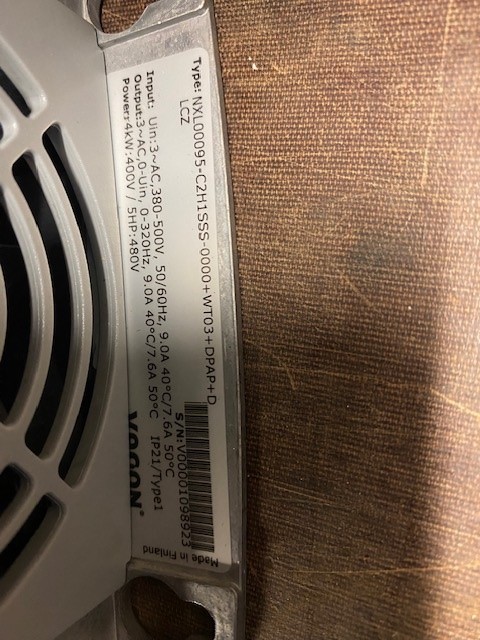 Type: NXL00095-C2H1SSS-0000+WT03+DPAP+D
LCZ
Input: Uin:3~AC,380-500V, 50/60Hz, 9.0A 40°C/7.6A 50°C
Output:3~AC,0-Uin, 0-320Hz, 9.0A 40°C/7.6A 50°C
Power:4kW:400V / 5HP:480V
IP21/Type1
S/N:V00001098923
VACON®
Made in Finland